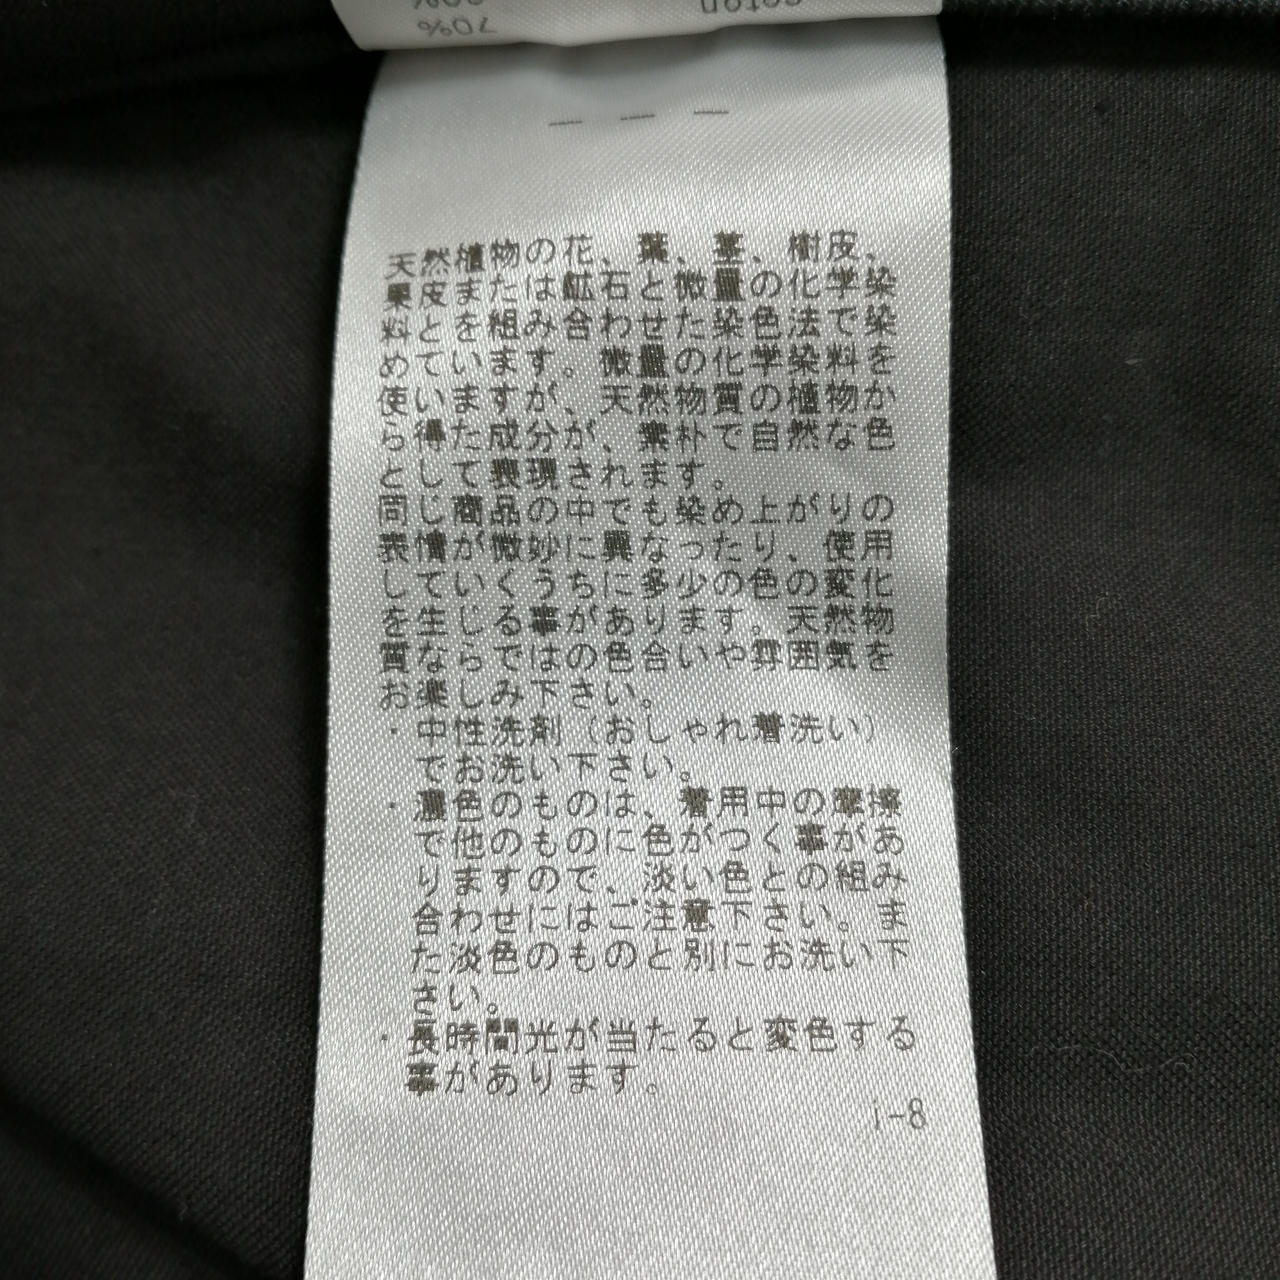 70%
天然植物の花、葉、茎、樹皮、
果皮または鉱石と微量の化学染
料とを組み合わせた染色法で染
めています。微量の化学染料を
使いますが、天然物質の植物か
ら得た成分が、素朴で自然な色
として表現されます。
同じ商品の中でも染め上がりの
表情が微妙に異なったり、使用
していくうちに多少の色の変化
を生じる事があります。天然物
質ならではの色合いや雰囲気を
お楽しみ下さい。
・中性洗剤（おしゃれ着洗い）
でお洗い下さい。
・濃色のものは、着用中の摩擦
で他のものに色がつく事があ
りますので、淡い色との組み
合わせにはご注意下さい。ま
た淡色のものと別にお洗い下
さい。
・長時間光が当たると変色する
事があります。
i-8